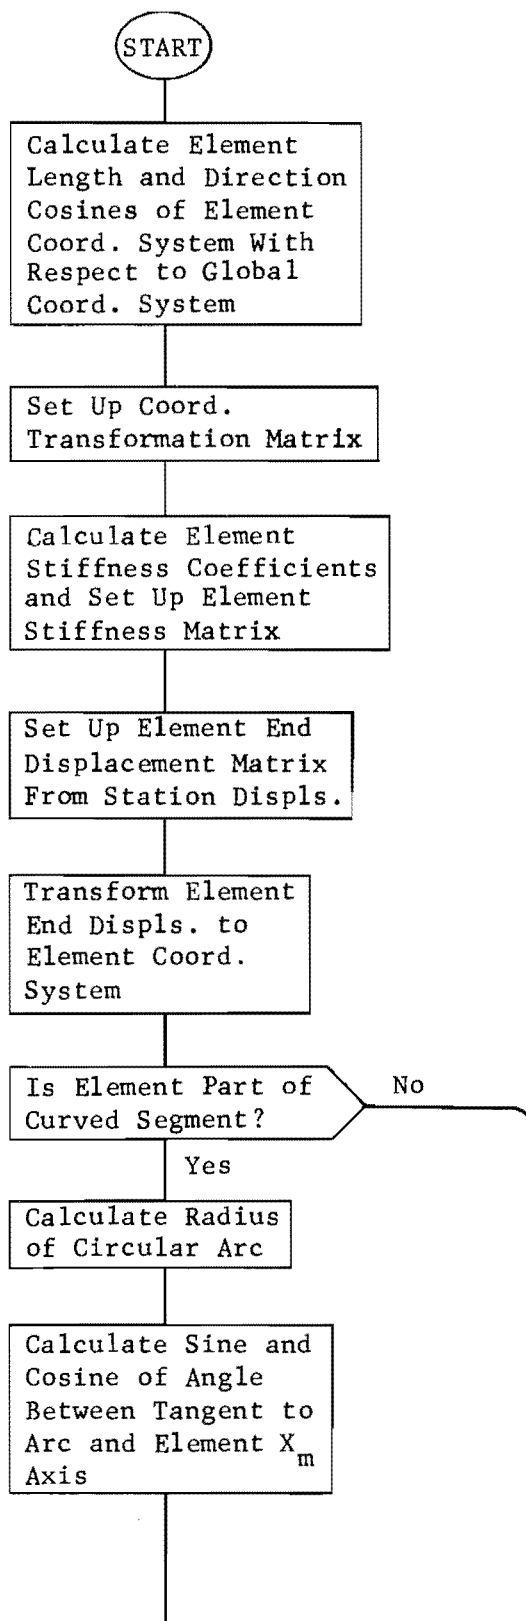 START
Calculate Element
Length and Direction
Cosines of Element
Coord. System With
Respect to Global
Coord. System
Set Up Coord.
Transformation Matrix
Calculate Element
Stiffness Coefficients
and Set Up Element
Stiffness Matrix
Set Up Element End
Displacement Matrix
From Station Displs.
Transform Element
End Displs. to
Element Coord.
System
Is Element Part of
Curved Segment?
No
Yes
Calculate Radius
of Circular Arc
Calculate Sine and
Cosine of Angle
Between Tangent to
Arc and Element X_m
Axis